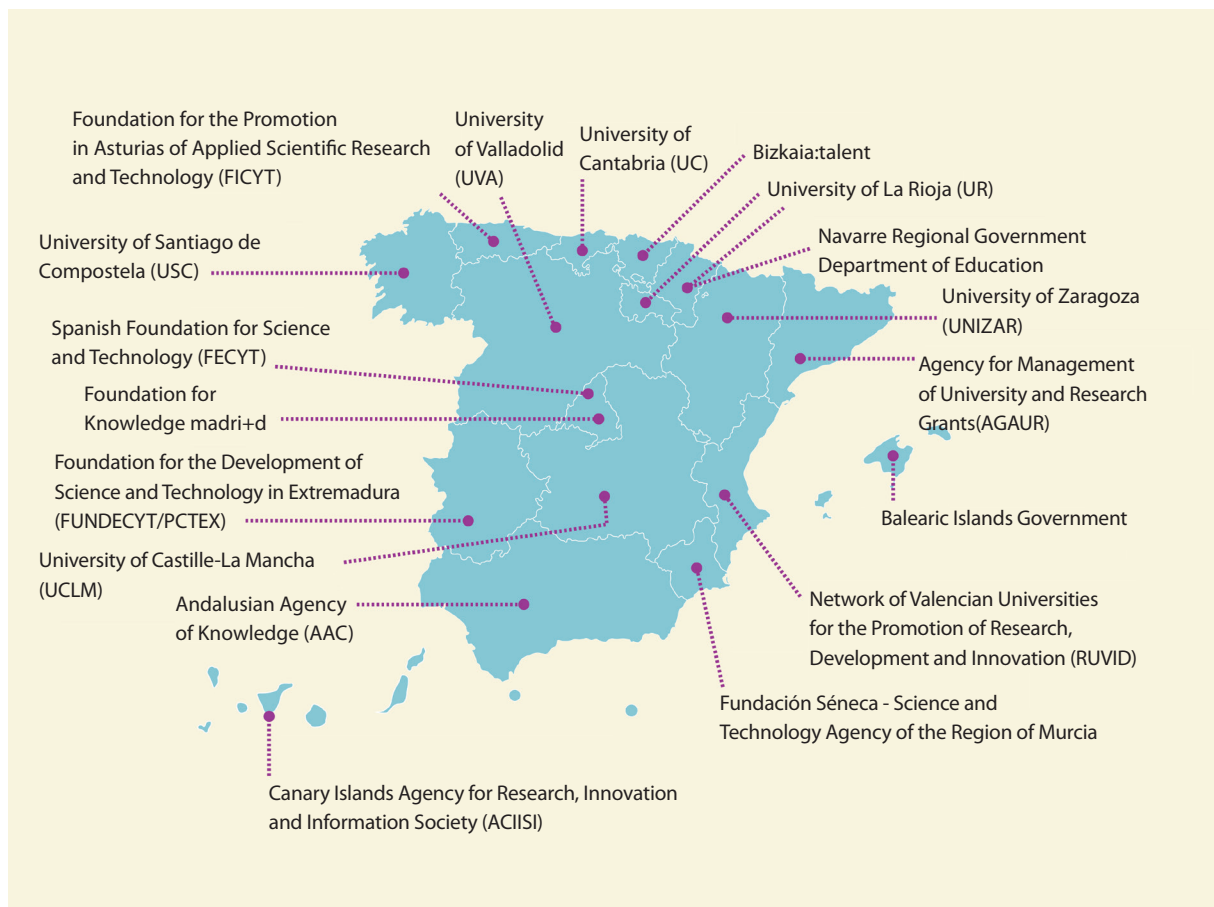 Foundation for the Promotion
in Asturias of Applied Scientific Research
and Technology (FICYT)
University
of Valladolid
(UVA)
University of
Cantabria (UC)
Bizkaia:talent
University of La Rioja (UR)
Navarre Regional Government
Department of Education
University of Santiago de
Compostela (USC)
University of Zaragoza
(UNIZAR)
Spanish Foundation for Science
and Technology (FECYT)
Agency for Management
of University and Research
Grants(AGAUR)
Foundation for
Knowledge madri+d
Foundation for the Development of
Science and Technology in Extremadura
(FUNDECYT/PCTEX)
Balearic Islands Government
University of Castille-La Mancha
(UCLM)
Andalusian Agency
of Knowledge (AAC)
Network of Valencian Universities
for the Promotion of Research,
Development and Innovation (RUVID)
Fundación Séneca - Science and
Technology Agency of the Region of Murcia
Canary Islands Agency for Research, Innovation
and Information Society (ACIISI)